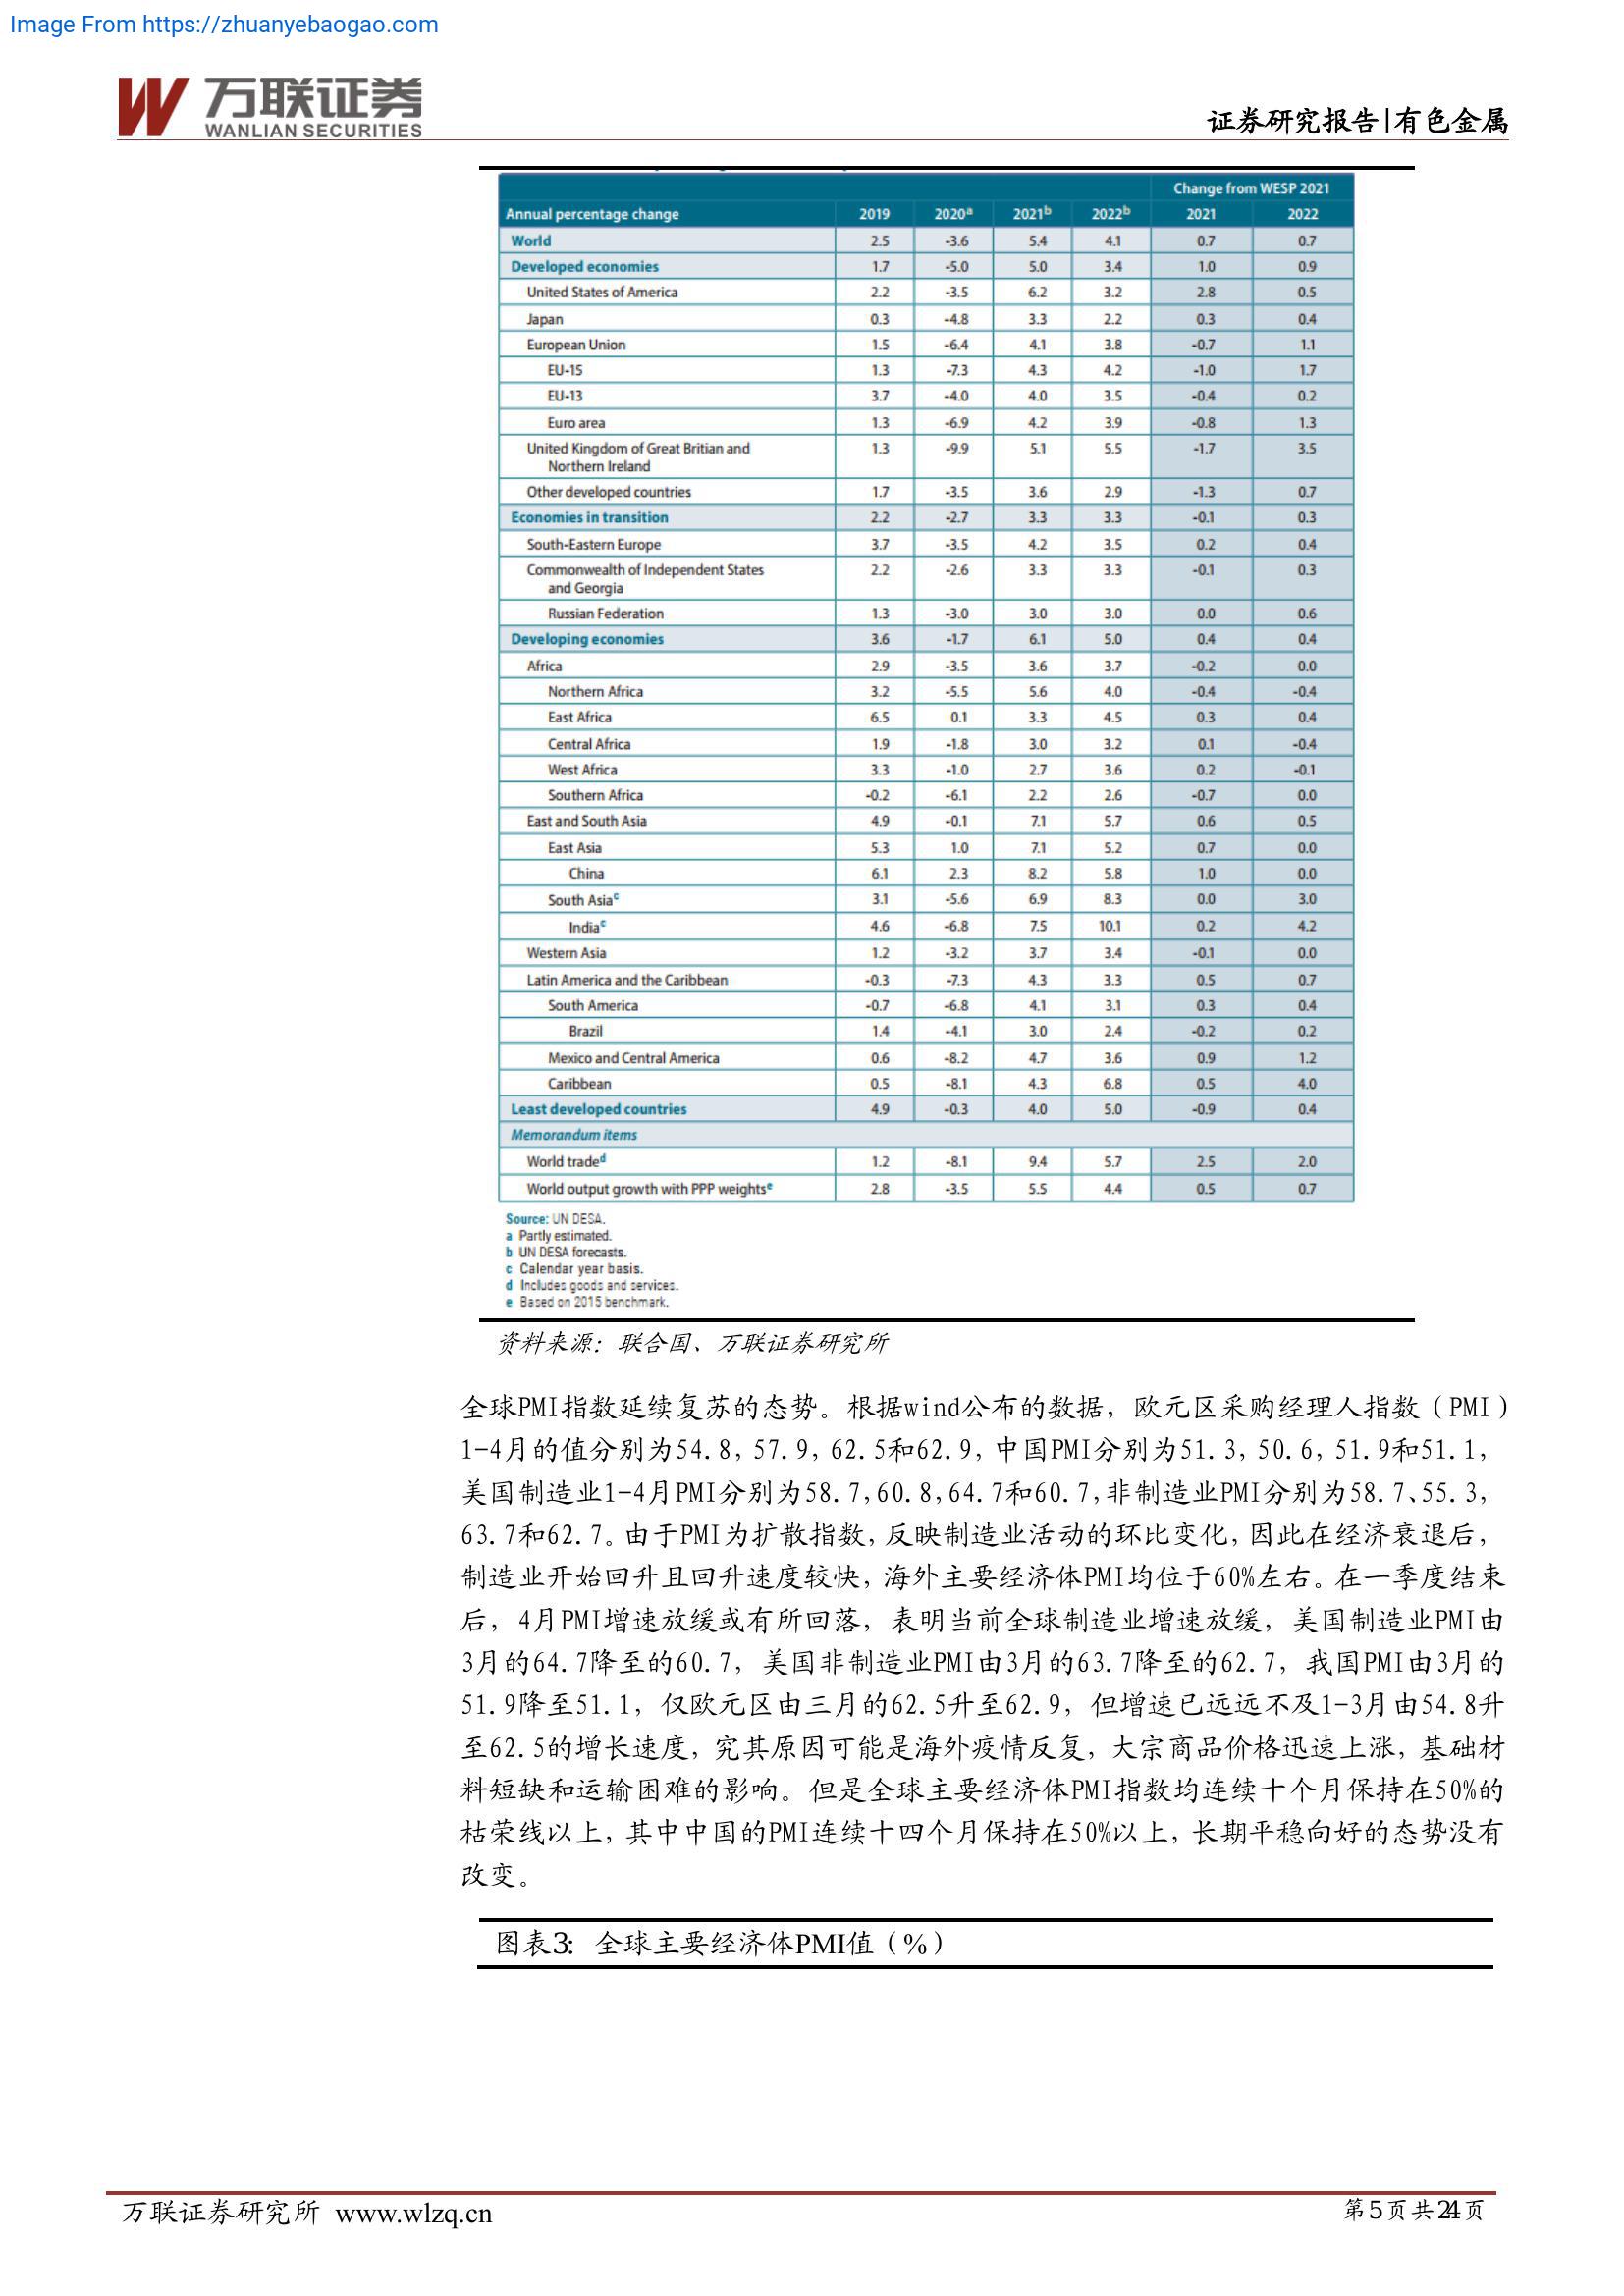 Image From https://zhuanyebaogao.com
万联证券
WANLIAN SECURITIES
证券研究报告|有色金属
Change from WESP 2021
Annual percentage change 2019 2020a 2021b 2022b 2021 2022
World 2.5 -3.6 5.4 4.1 0.7 0.7
Developed economies 1.7 -5.0 5.0 3.4 1.0 0.9
United States of America 2.2 -3.5 6.2 3.2 2.8 0.5
Japan 0.3 -4.8 3.3 2.2 0.3 0.4
European Union 1.5 -6.4 4.1 3.8 -0.7 1.1
EU-15 1.3 -7.3 4.3 4.2 -1.0 1.7
EU-13 3.7 -4.0 4.0 3.5 -0.4 0.2
Euro area 1.3 -6.9 4.2 3.9 -0.8 1.3
United Kingdom of Great Britian and 1.3 -9.9 5.1 5.5 -1.7 3.5
Northern Ireland
Other developed countries 1.7 -3.5 3.6 2.9 -1.3 0.7
Economies in transition 2.2 -2.7 3.3 3.3 -0.1 0.3
South-Eastern Europe 3.7 -3.5 4.2 3.5 0.2 0.4
Commonwealth of Independent States 2.2 -2.6 3.3 3.3 -0.1 0.3
and Georgia
Russian Federation 1.3 -3.0 3.0 3.0 0.0 0.6
Developing economies 3.6 -1.7 6.1 5.0 0.4 0.4
Africa 2.9 -3.5 3.6 3.7 -0.2 0.0
Northern Africa 3.2 -5.5 5.6 4.0 -0.4 -0.4
East Africa 6.5 0.1 3.3 4.5 0.3 0.4
Central Africa 1.9 -1.8 3.0 3.2 0.1 -0.4
West Africa 3.3 -1.0 2.7 3.6 0.2 -0.1
Southern Africa -0.2 -6.1 2.2 2.6 -0.7 0.0
East and South Asia 4.9 -0.1 7.1 5.7 0.6 0.5
East Asia 5.3 1.0 7.1 5.2 0.7 0.0
China 6.1 2.3 8.2 5.8 1.0 0.0
South Asiac 3.1 -5.6 6.9 8.3 0.0 3.0
Indiac 4.6 -6.8 7.5 10.1 0.2 4.2
Western Asia 1.2 -3.2 3.7 3.4 -0.1 0.0
Latin America and the Caribbean -0.3 -7.3 4.3 3.3 0.5 0.7
South America -0.7 -6.8 4.1 3.1 0.3 0.4
Brazil 1.4 -4.1 3.0 2.4 -0.2 0.2
Mexico and Central America 0.6 -8.2 4.7 3.6 0.9 1.2
Caribbean 0.5 -8.1 4.3 6.8 0.5 4.0
Least developed countries 4.9 -0.3 4.0 5.0 -0.9 0.4
Memorandum items
World traded 1.2 -8.1 9.4 5.7 2.5 2.0
World output growth with PPP weightse 2.8 -3.5 5.5 4.4 0.5 0.7
Source: UN DESA.
a Partly estimated.
b UN DESA forecasts.
c Calendar year basis.
d Includes goods and services.
e Based on 2015 benchmark.
资料来源：联合国、万联证券研究所
全球PMI指数延续复苏的态势。根据wind公布的数据，欧元区采购经理人指数（PMI）
1-4月的值分别为54.8，57.9，62.5和62.9，中国PMI分别为51.3，50.6，51.9和51.1，
美国制造业1-4月PMI分别为58.7，60.8，64.7和60.7，非制造业PMI分别为58.7、55.3，
63.7和62.7。由于PMI为扩散指数，反映制造业活动的环比变化，因此在经济衰退后，
制造业开始回升且回升速度较快，海外主要经济体PMI均位于60%左右。在一季度结束
后，4月PMI增速放缓或有所回落，表明当前全球制造业增速放缓，美国制造业PMI由
3月的64.7降至的60.7，美国非制造业PMI由3月的63.7降至的62.7，我国PMI由3月的
51.9降至51.1，仅欧元区由三月的62.5升至62.9，但增速已远远不及1-3月由54.8升
至62.5的增长速度，究其原因可能是海外疫情反复，大宗商品价格迅速上涨，基础材
料短缺和运输困难的影响。但是全球主要经济体PMI指数均连续十个月保持在50%的
枯荣线以上，其中中国的PMI连续十四个月保持在50%以上，长期平稳向好的态势没有
改变。
图表3： 全球主要经济体PMI值（%）
万联证券研究所 www.wlzq.cn
第5页共24页